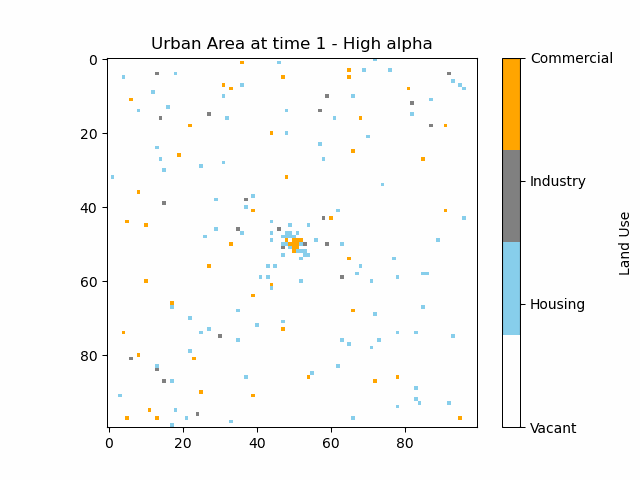 Urban Area at time 1 - High alpha
0
20
40
60
80
0
20
40
60
80
Commercial
Industry
Housing
Vacant
Land Use